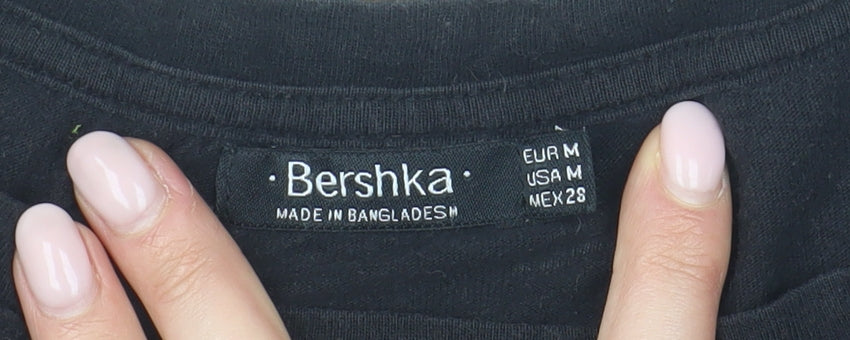 · Bershka ·
MADE IN BANGLADESH
EUR M
USA M
MEX 28